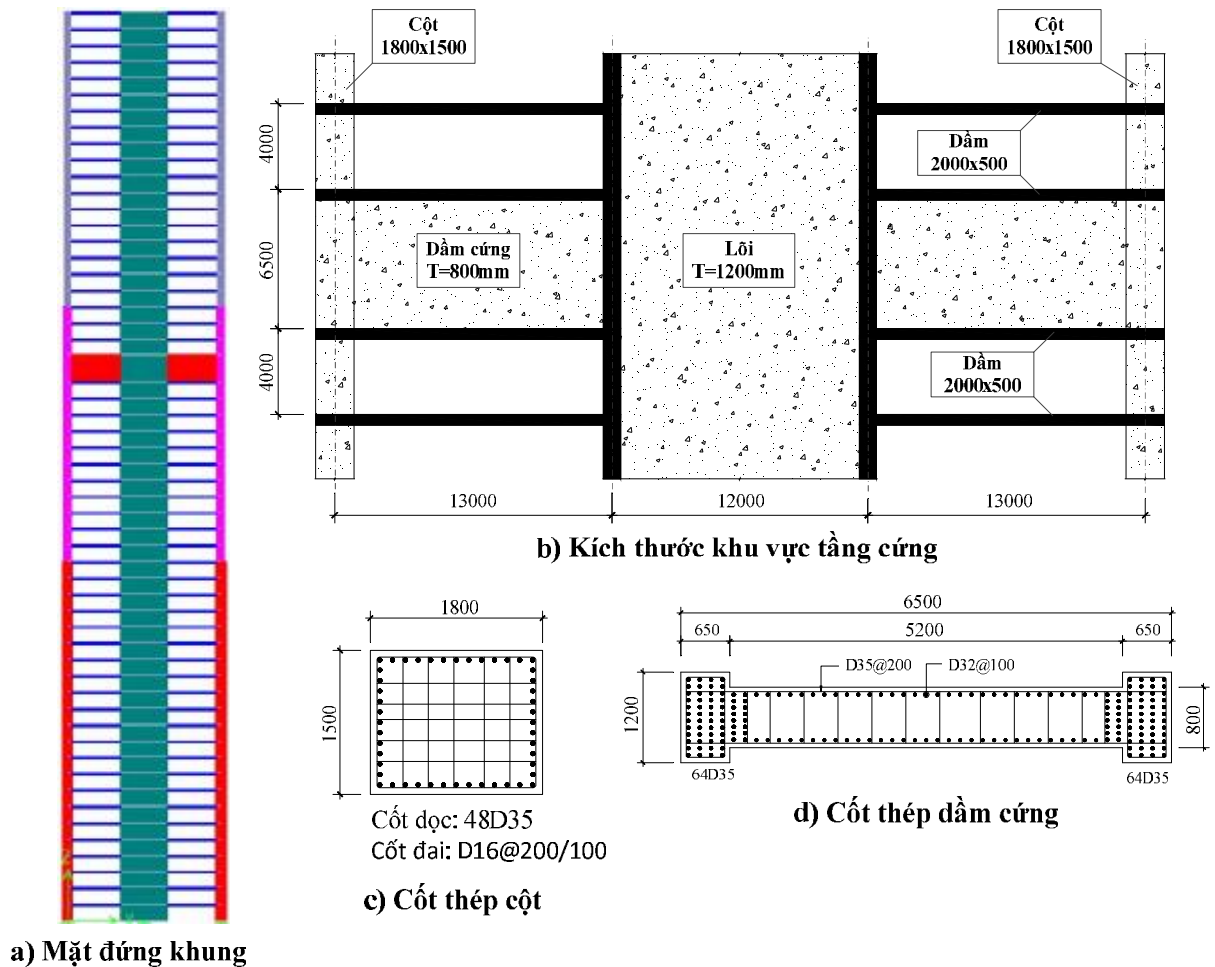 Cột
1800x1500
Cột
1800x1500
4000
Dầm
2000x500
6500
Dầm cứng
T=800mm
Lõi
T=1200mm
4000
Dầm
2000x500
13000
12000
13000
b) Kích thước khu vực tầng cứng
1800
1500
Cốt dọc: 48D35
Cốt đai: D16@200/100
c) Cốt thép cột
6500
650
5200
650
D35@200
D32@100
1200
800
64D35
64D35
d) Cốt thép dầm cứng
Z
a) Mặt đứng khung